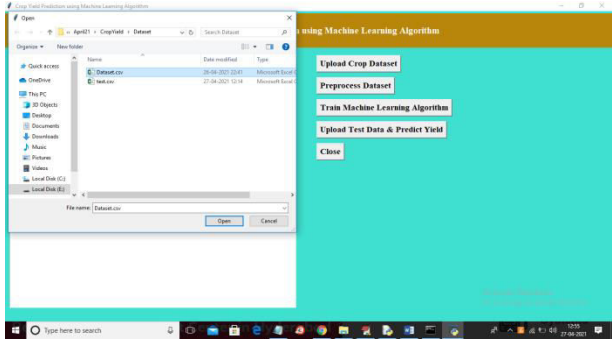 Crop Yield Prediction using Machine Learning Algorithm
Open
April21 > CropYield > Dataset
Search Dataset
Organize
New folder
Name
Date modified
Type
Quick access
OneDrive
This PC
3D Objects
Desktop
Documents
Downloads
Music
Pictures
Videos
Local Disk (C:)
Local Disk (E:)
Dataset.csv
26-04-2021 22:41
Microsoft Excel
test.csv
27-04-2021 12:14
Microsoft Excel
File name:
Dataset.csv
Open
Cancel
using Machine Learning Algorithm
Upload Crop Dataset
Preprocess Dataset
Train Machine Learning Algorithm
Upload Test Data & Predict Yield
Close
Type here to search
12:55
27-04-2021